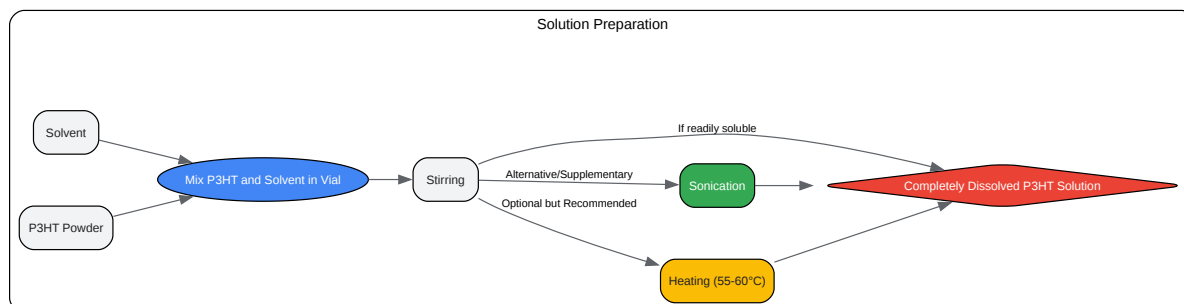 Solution Preparation
If readily soluble
Solvent
Mix P3HT and Solvent in Vial
Stirring
Alternative/Supplementary
Sonication
Completely Dissolved P3HT Solution
Optional but Recommended
P3HT Powder
Heating (55-60°C)